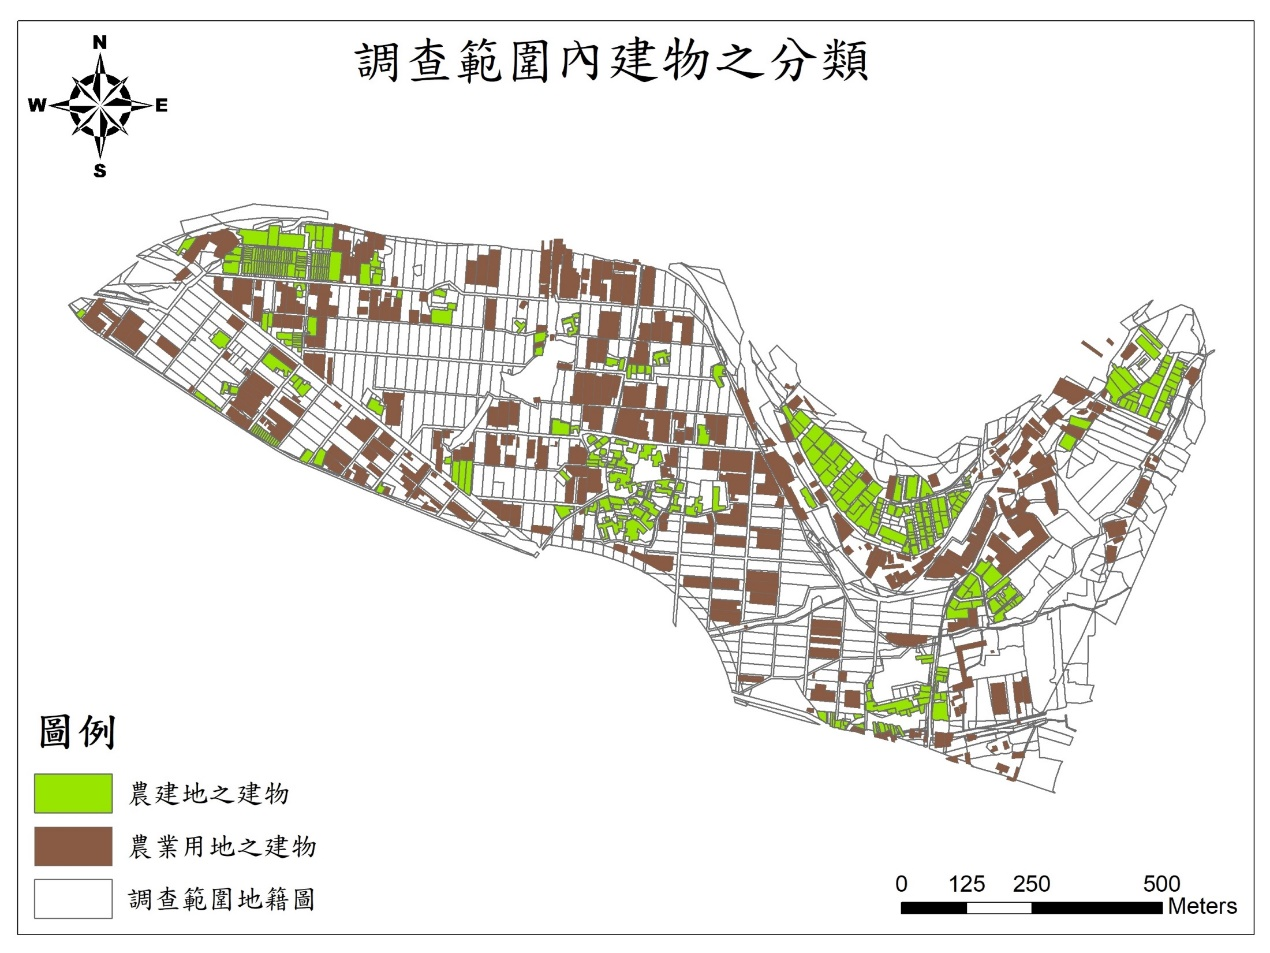 調查範圍內建物之分類
N
W E
S
圖例
農建地之建物
農業用地之建物
調查範圍地籍圖
0 125 250 500
Meters